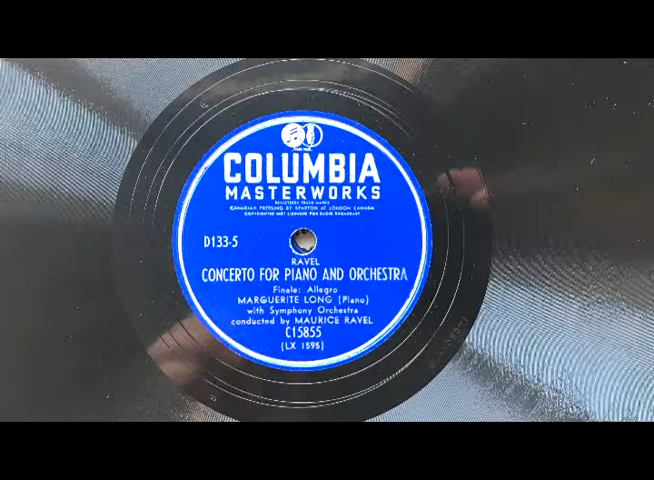 COLUMBIA
MASTERWORKS
REGISTERED TRADE MARKS
CANADIAN PRESSING BY SPARTON AT LONDON CANADA
COPYRIGHTED NOT LICENSED FOR RADIO BROADCAST
D133-5
RAVEL
CONCERTO FOR PIANO AND ORCHESTRA
Finale: Allegro
MARGUERITE LONG (Piano)
with Symphony Orchestra
conducted by MAURICE RAVEL
C15855
(LX 1595)